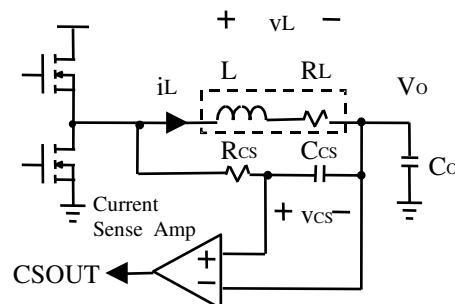 + vL −
iL L RL VO
RCS CCS
CO
+ vCS −
Current
Sense Amp
+
CSOUT
−